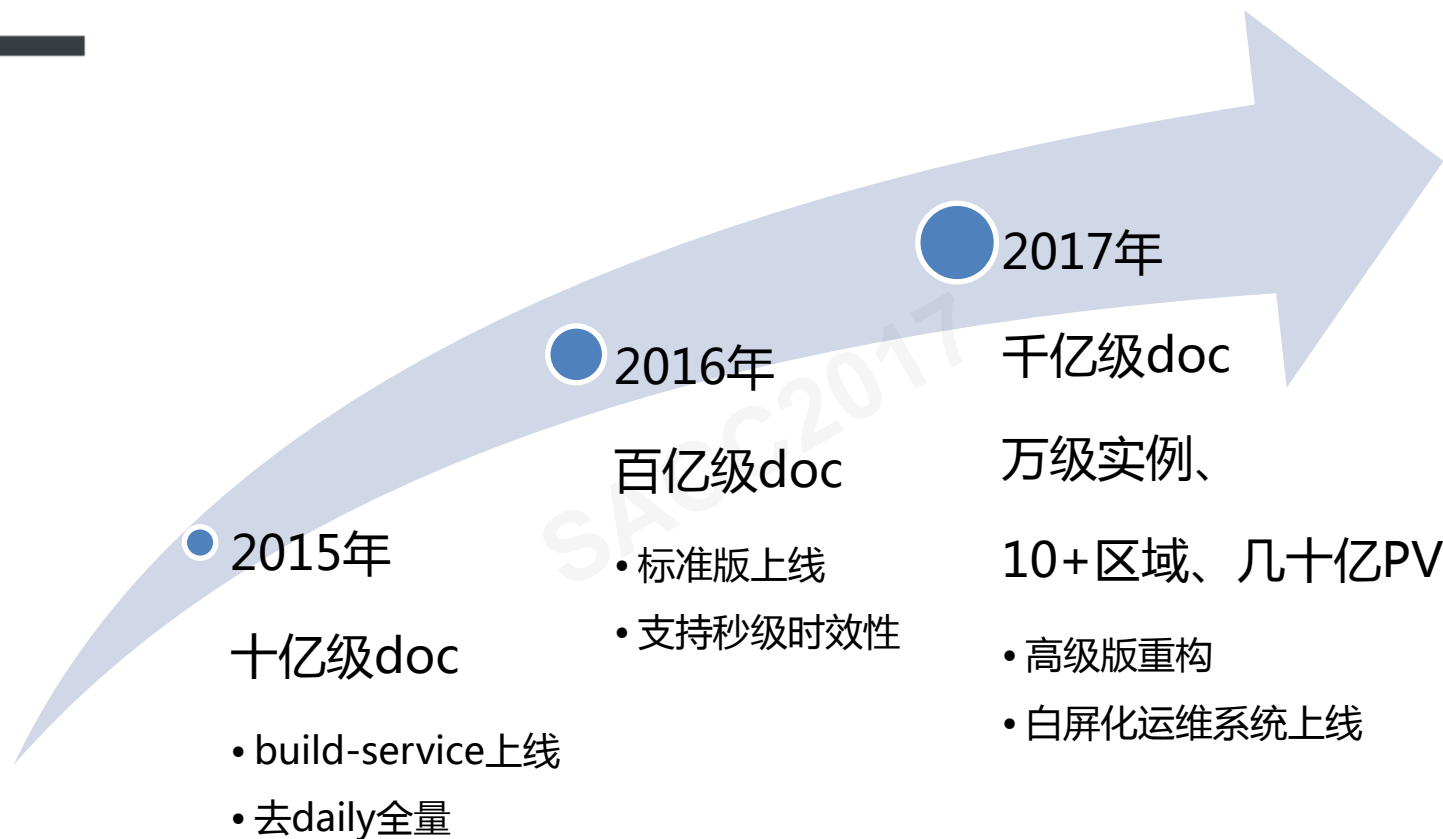 2015年
十亿级doc
• build-service上线
• 去daily全量
2016年
百亿级doc
• 标准版上线
• 支持秒级时效性
2017年
千亿级doc
万级实例、
10+区域、几十亿PV
• 高级版重构
• 白屏化运维系统上线
SACC2017